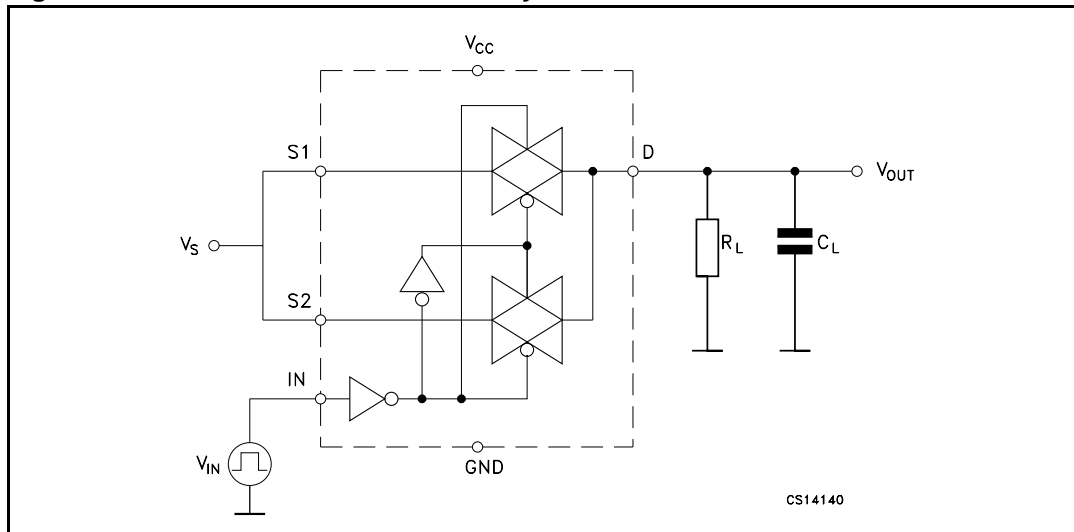 V_CC
S1
D
V_OUT
V_S
R_L
C_L
S2
IN
V_IN
GND
CS14140